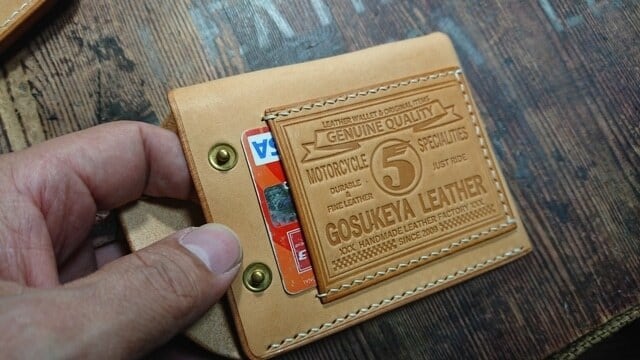 LEATHER WALLET & ORIGINAL ITEMS
GENUINE QUALITY
MOTORCYCLE 5 SPECIALITIES
DURABLE & FINE LEATHER
JUST RIDE
GOSUKEYA LEATHER
XXX HANDMADE LEATHER FACTORY XXX
SINCE 2009
VISA